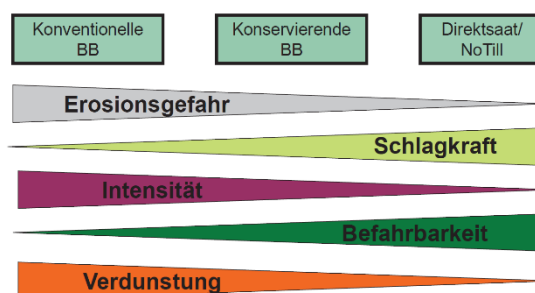 Konventionelle
BB
Konservierende
BB
Direktsaat/
NoTill
Erosionsgefahr
Schlagkraft
Intensität
Befahrbarkeit
Verdunstung